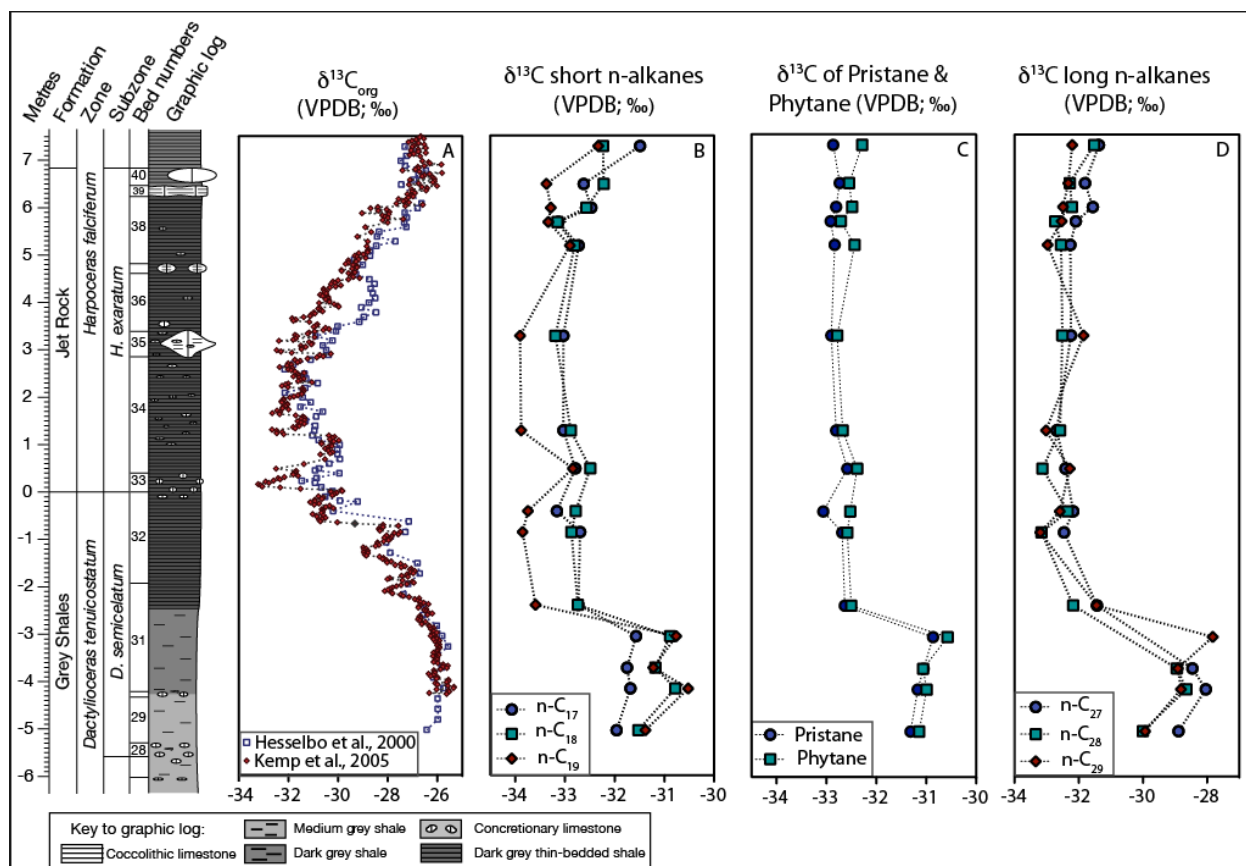 Metres
Formation
Zone
Subzone
Bed numbers
Graphic log
δ¹³C_org
(VPDB; ‰)
δ¹³C short n-alkanes
(VPDB; ‰)
δ¹³C of Pristane &
Phytane (VPDB; ‰)
δ¹³C long n-alkanes
(VPDB; ‰)
A
B
C
D
7
6
5
4
3
2
1
0
-1
-2
-3
-4
-5
-6
Jet Rock
Grey Shales
Harpoceras falciferum
Dactylioceras tenuicostatum
H. exaratum
D. semicelatum
40
39
38
36
35
34
33
32
31
29
28
Hesselbo et al., 2000
Kemp et al., 2005
n-C₁₇
n-C₁₈
n-C₁₉
Pristane
Phytane
n-C₂₇
n-C₂₈
n-C₂₉
-34 -32 -30 -28 -26
-34 -33 -32 -31 -30
-34 -33 -32 -31 -30
-34 -32 -30 -28
Key to graphic log:
Coccolithic limestone
Medium grey shale
Dark grey shale
Concretionary limestone
Dark grey thin-bedded shale